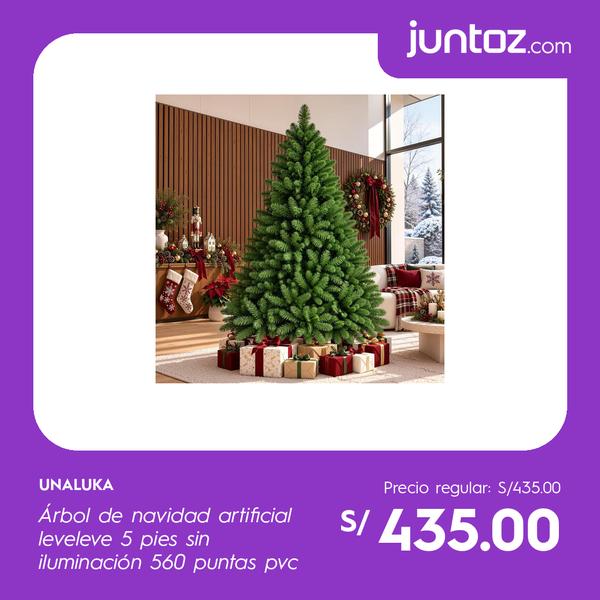 juntoz.com
UNALUKA
Árbol de navidad artificial
leveleve 5 pies sin
iluminación 560 puntas pvc
Precio regular: S/435.00
S/ 435.00